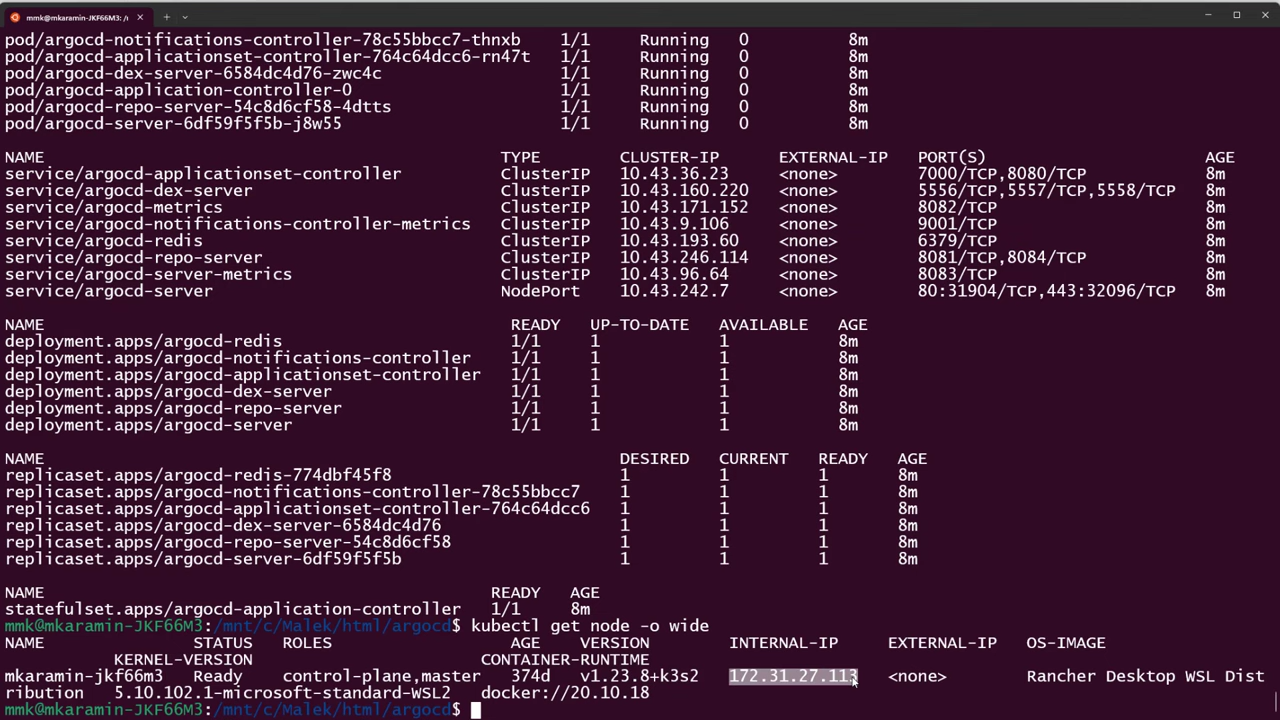 mmk@mkaramin-JKF66M3: /r
pod/argocd-notifications-controller-78c55bbcc7-thnxb 1/1 Running 0 8m
pod/argocd-applicationset-controller-764c64dcc6-rn47t 1/1 Running 0 8m
pod/argocd-dex-server-6584dc4d76-zwc4c 1/1 Running 0 8m
pod/argocd-application-controller-0 1/1 Running 0 8m
pod/argocd-repo-server-54c8d6cf58-4dtts 1/1 Running 0 8m
pod/argocd-server-6df59f5f5b-j8w55 1/1 Running 0 8m
NAME TYPE CLUSTER-IP EXTERNAL-IP PORT(S) AGE
service/argocd-applicationset-controller ClusterIP 10.43.36.23 <none> 7000/TCP,8080/TCP 8m
service/argocd-dex-server ClusterIP 10.43.160.220 <none> 5556/TCP,5557/TCP,5558/TCP 8m
service/argocd-metrics ClusterIP 10.43.171.152 <none> 8082/TCP 8m
service/argocd-notifications-controller-metrics ClusterIP 10.43.9.106 <none> 9001/TCP 8m
service/argocd-redis ClusterIP 10.43.193.60 <none> 6379/TCP 8m
service/argocd-repo-server ClusterIP 10.43.246.114 <none> 8081/TCP,8084/TCP 8m
service/argocd-server-metrics ClusterIP 10.43.96.64 <none> 8083/TCP 8m
service/argocd-server NodePort 10.43.242.7 <none> 80:31904/TCP,443:32096/TCP 8m
NAME READY UP-TO-DATE AVAILABLE AGE
deployment.apps/argocd-redis 1/1 1 1 8m
deployment.apps/argocd-notifications-controller 1/1 1 1 8m
deployment.apps/argocd-applicationset-controller 1/1 1 1 8m
deployment.apps/argocd-dex-server 1/1 1 1 8m
deployment.apps/argocd-repo-server 1/1 1 1 8m
deployment.apps/argocd-server 1/1 1 1 8m
NAME DESIRED CURRENT READY AGE
replicaset.apps/argocd-redis-774dbf45f8 1 1 1 8m
replicaset.apps/argocd-notifications-controller-78c55bbcc7 1 1 1 8m
replicaset.apps/argocd-applicationset-controller-764c64dcc6 1 1 1 8m
replicaset.apps/argocd-dex-server-6584dc4d76 1 1 1 8m
replicaset.apps/argocd-repo-server-54c8d6cf58 1 1 1 8m
replicaset.apps/argocd-server-6df59f5f5b 1 1 1 8m
NAME READY AGE
statefulset.apps/argocd-application-controller 1/1 8m
mmk@mkaramin-JKF66M3:/mnt/c/Malek/html/argocd$ kubectl get node -o wide
NAME STATUS ROLES AGE VERSION INTERNAL-IP EXTERNAL-IP OS-IMAGE
KERNEL-VERSION CONTAINER-RUNTIME
mkaramin-jkf66m3 Ready control-plane,master 374d v1.23.8+k3s2 172.31.27.113 <none> Rancher Desktop WSL Dist
ribution 5.10.102.1-microsoft-standard-WSL2 docker://20.10.18
mmk@mkaramin-JKF66M3:/mnt/c/Malek/html/argocd$